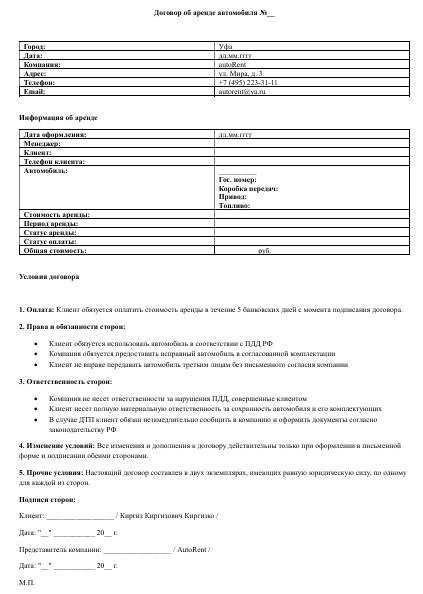 Договор об аренде автомобиля №__
Город: Уфа
Дата: дд.мм.гггг
Компания: autoRent
Адрес: ул. Мира, д. 3
Телефон: +7 (495) 223-31-11
Email: autorent@ya.ru
Информация об аренде
Дата оформления: дд.мм.гггг
Менеджер:
Клиент:
Телефон клиента:
Автомобиль: ___________
Гос. номер:
Коробка передач:
Привод:
Топливо:
Стоимость аренды:
Период аренды:
Статус аренды:
Статус оплаты:
Общая стоимость: ___________ руб.
Условия договора
1. Оплата: Клиент обязуется оплатить стоимость аренды в течение 5 банковских дней с момента подписания договора.
2. Права и обязанности сторон:
• Клиент обязуется использовать автомобиль в соответствии с ПДД РФ
• Компания обязуется предоставить исправный автомобиль в согласованной комплектации
• Клиент не вправе передавать автомобиль третьим лицам без письменного согласия компании
3. Ответственность сторон:
• Компания не несет ответственности за нарушения ПДД, совершенные клиентом
• Клиент несет полную материальную ответственность за сохранность автомобиля и его комплектующих
• В случае ДТП клиент обязан незамедлительно сообщить в компанию и оформить документы согласно
законодательству РФ
4. Изменение условий: Все изменения и дополнения к договору действительны только при оформлении в письменной
форме и подписании обеими сторонами.
5. Прочие условия: Настоящий договор составлен в двух экземплярах, имеющих равную юридическую силу, по одному
для каждой из сторон.
Подписи сторон:
Клиент: ___________________ / Киргиз Киргизович Киргизко /
Дата: "__" ___________ 20__ г.
Представитель компании: ___________________ / AutoRent /
Дата: "__" ___________ 20__ г.
М.П.